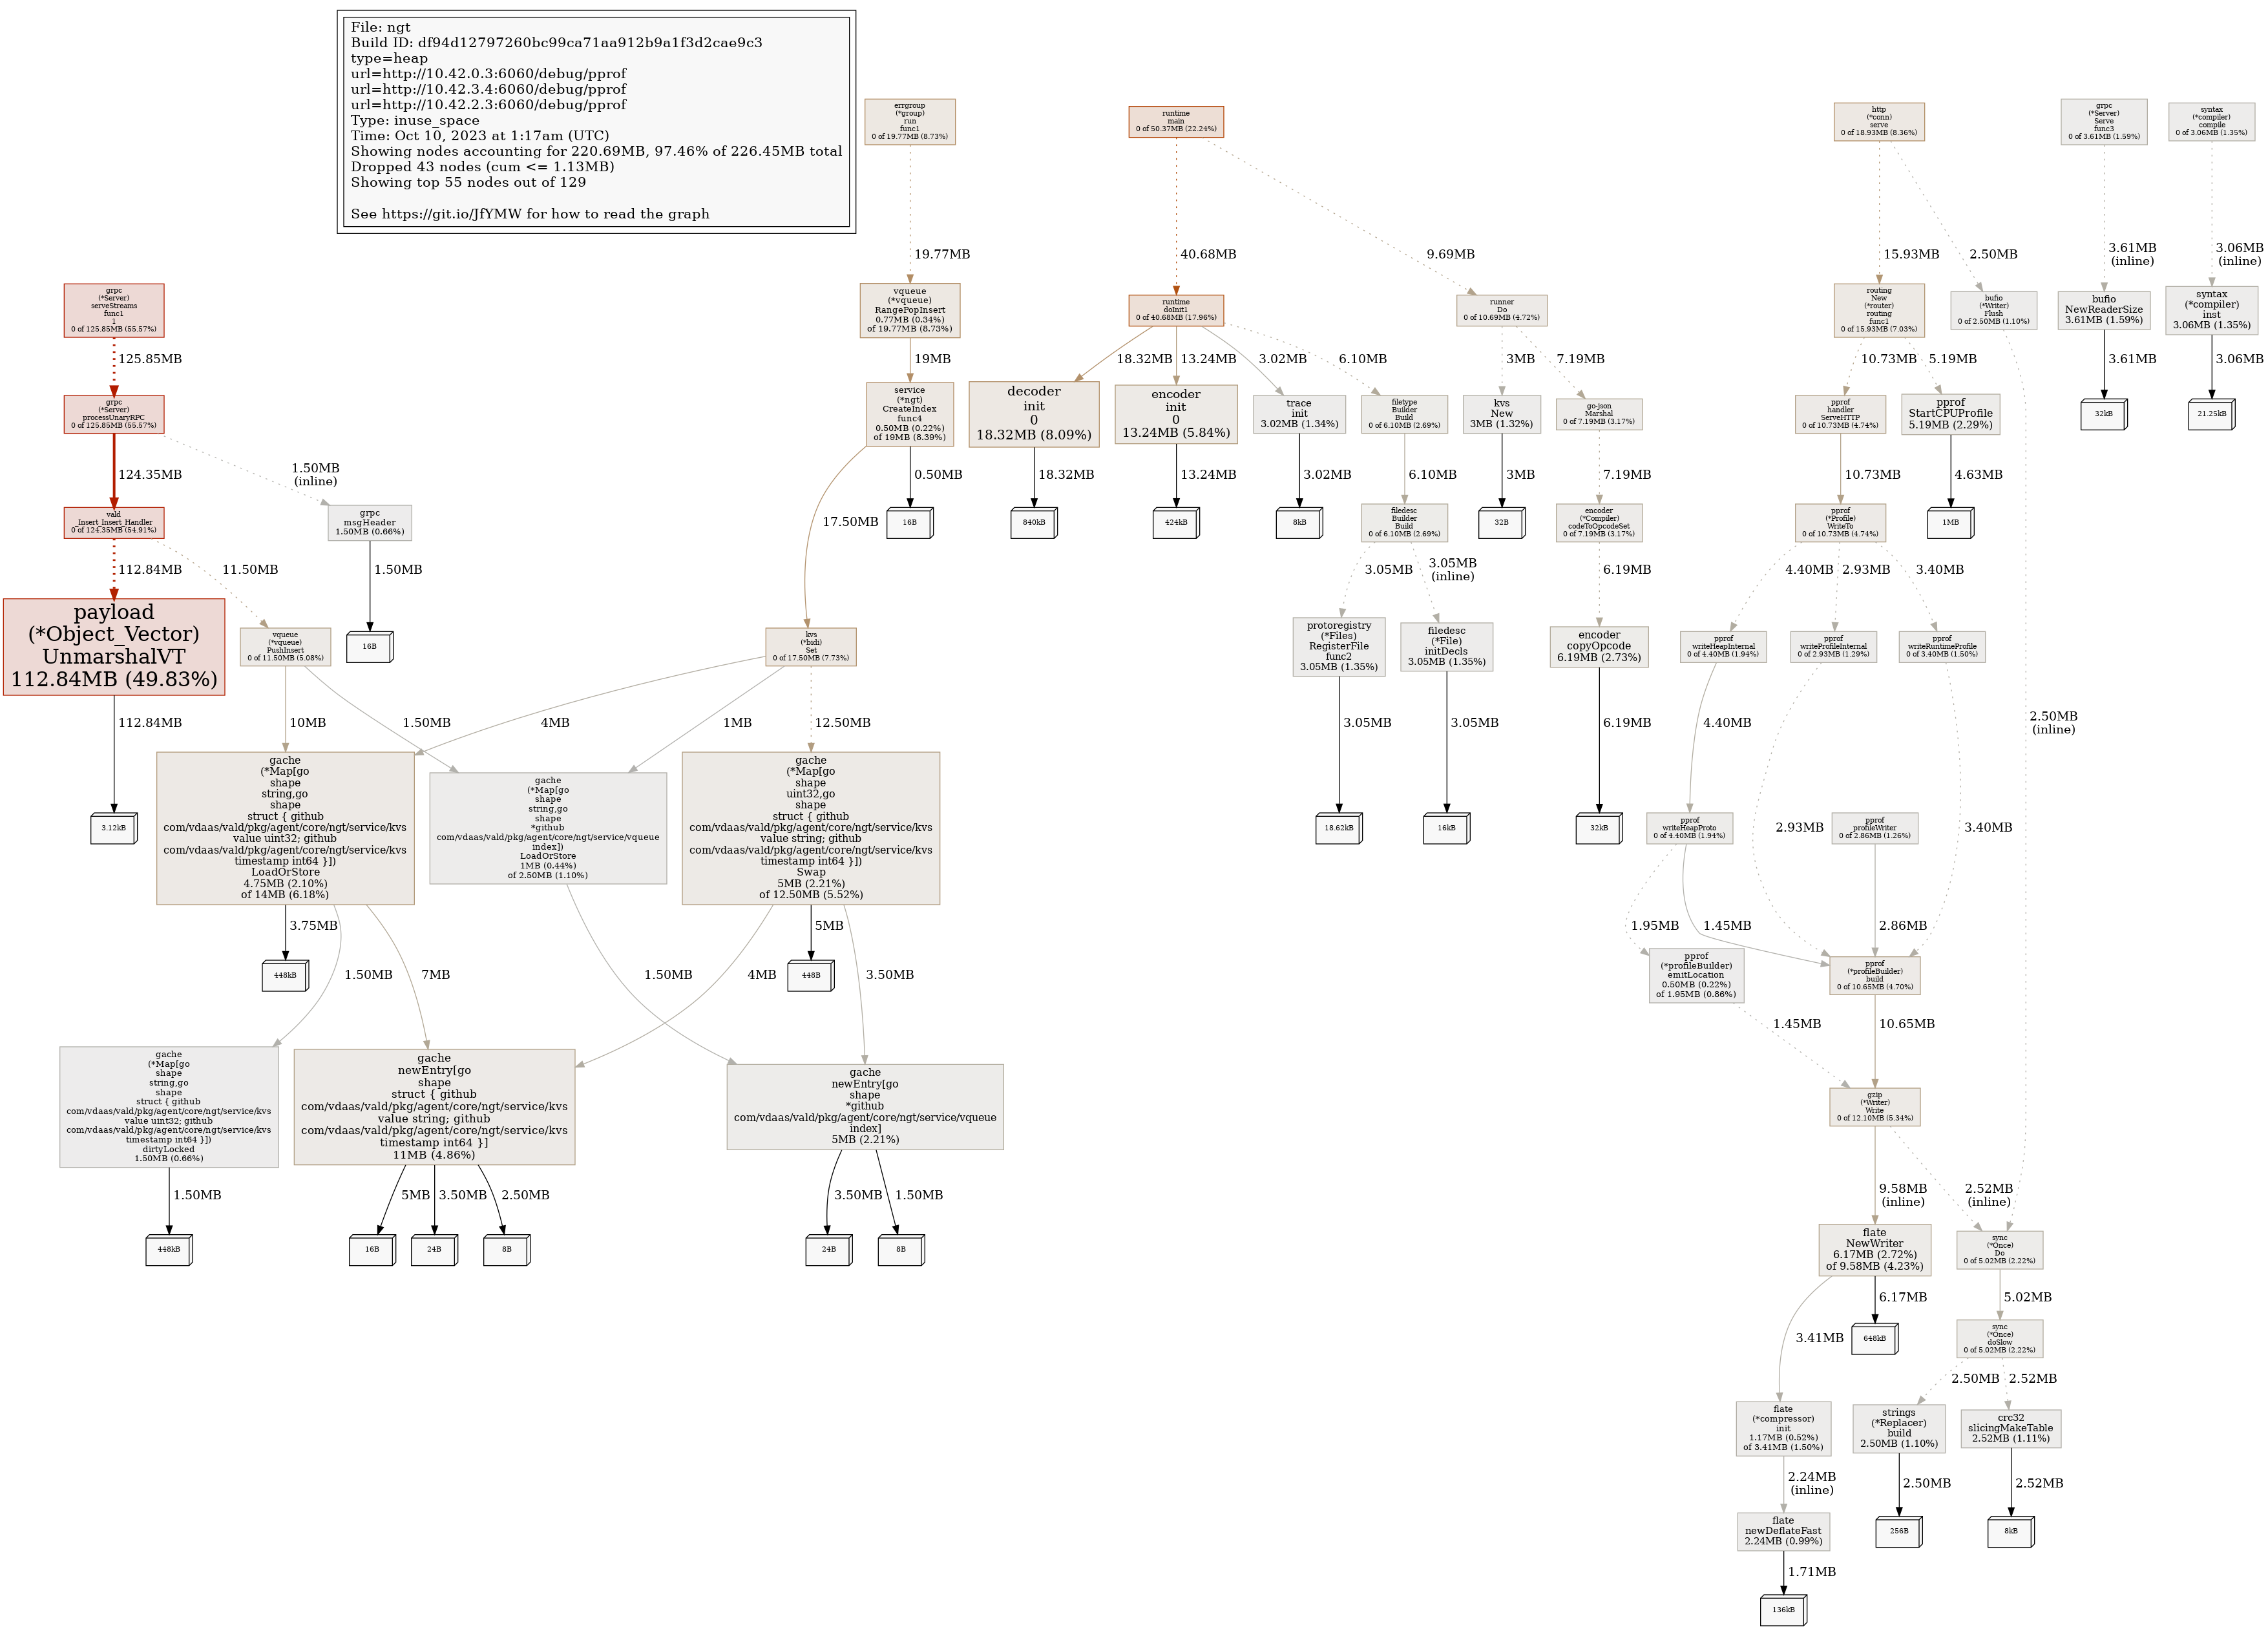 File: ngt
Build ID: df94d12797260bc99ca71aa912b9a1f3d2cae9c3
type=heap
url=http://10.42.0.3:6060/debug/pprof
url=http://10.42.3.4:6060/debug/pprof
url=http://10.42.2.3:6060/debug/pprof
Type: inuse_space
Time: Oct 10, 2023 at 1:17am (UTC)
Showing nodes accounting for 220.69MB, 97.46% of 226.45MB total
Dropped 43 nodes (cum <= 1.13MB)
Showing top 55 nodes out of 129
See https://git.io/JfYMW for how to read the graph
errgroup
(*group)
run
func1
0 of 19.77MB (8.73%)
runtime
main
0 of 50.37MB (22.24%)
http
(*conn)
serve
0 of 18.93MB (8.36%)
grpc
(*Server)
Serve
func3
0 of 3.61MB (1.59%)
syntax
(*compiler)
compile
0 of 3.06MB (1.35%)
19.77MB
40.68MB
9.69MB
15.93MB
2.50MB
3.61MB
(inline)
3.06MB
(inline)
grpc
(*Server)
serveStreams
func1
1
0 of 125.85MB (55.57%)
vqueue
(*vqueue)
RangePopInsert
0.77MB (0.34%)
of 19.77MB (8.73%)
runtime
doInit1
0 of 40.68MB (17.96%)
runner
Do
0 of 10.69MB (4.72%)
routing
New
(*router)
routing
func1
0 of 15.93MB (7.03%)
bufio
(*Writer)
Flush
0 of 2.50MB (1.10%)
bufio
NewReaderSize
3.61MB (1.59%)
syntax
(*compiler)
inst
3.06MB (1.35%)
125.85MB
19MB
18.32MB
13.24MB
3.02MB
6.10MB
3MB
7.19MB
10.73MB
5.19MB
3.61MB
3.06MB
grpc
(*Server)
processUnaryRPC
0 of 125.85MB (55.57%)
service
(*ngt)
CreateIndex
func4
0.50MB (0.22%)
of 19MB (8.39%)
decoder
init
0
18.32MB (8.09%)
encoder
init
0
13.24MB (5.84%)
trace
init
3.02MB (1.34%)
filetype
Builder
Build
0 of 6.10MB (2.69%)
kvs
New
3MB (1.32%)
go-json
Marshal
0 of 7.19MB (3.17%)
pprof
handler
ServeHTTP
0 of 10.73MB (4.74%)
pprof
StartCPUProfile
5.19MB (2.29%)
32kB
21.25kB
124.35MB
1.50MB
(inline)
17.50MB
0.50MB
18.32MB
13.24MB
3.02MB
6.10MB
3MB
7.19MB
10.73MB
4.63MB
vald
_Insert_Insert_Handler
0 of 124.35MB (54.91%)
grpc
msgHeader
1.50MB (0.66%)
16B
840kB
424kB
8kB
filedesc
Builder
Build
0 of 6.10MB (2.69%)
32B
encoder
(*Compiler)
codeToOpcodeSet
0 of 7.19MB (3.17%)
pprof
(*Profile)
WriteTo
0 of 10.73MB (4.74%)
1MB
112.84MB
11.50MB
1.50MB
3.05MB
3.05MB
(inline)
6.19MB
4.40MB
2.93MB
3.40MB
payload
(*Object_Vector)
UnmarshalVT
112.84MB (49.83%)
vqueue
(*vqueue)
PushInsert
0 of 11.50MB (5.08%)
16B
kvs
(*bidi)
Set
0 of 17.50MB (7.73%)
protoregistry
(*Files)
RegisterFile
func2
3.05MB (1.35%)
filedesc
(*File)
initDecls
3.05MB (1.35%)
encoder
copyOpcode
6.19MB (2.73%)
pprof
writeHeapInternal
0 of 4.40MB (1.94%)
pprof
writeProfileInternal
0 of 2.93MB (1.29%)
pprof
writeRuntimeProfile
0 of 3.40MB (1.50%)
112.84MB
10MB
1.50MB
4MB
1MB
12.50MB
3.05MB
3.05MB
6.19MB
4.40MB
2.50MB
(inline)
3.12kB
gache
(*Map[go
shape
string,go
shape
struct { github
com/vdaas/vald/pkg/agent/core/ngt/service/kvs
value uint32; github
com/vdaas/vald/pkg/agent/core/ngt/service/kvs
timestamp int64 }])
LoadOrStore
4.75MB (2.10%)
of 14MB (6.18%)
gache
(*Map[go
shape
string,go
shape
*github
com/vdaas/vald/pkg/agent/core/ngt/service/vqueue
index])
LoadOrStore
1MB (0.44%)
of 2.50MB (1.10%)
gache
(*Map[go
shape
uint32,go
shape
struct { github
com/vdaas/vald/pkg/agent/core/ngt/service/kvs
value string; github
com/vdaas/vald/pkg/agent/core/ngt/service/kvs
timestamp int64 }])
Swap
5MB (2.21%)
of 12.50MB (5.52%)
18.62kB
16kB
32kB
pprof
writeHeapProto
0 of 4.40MB (1.94%)
2.93MB
pprof
profileWriter
0 of 2.86MB (1.26%)
3.40MB
3.75MB
1.50MB
7MB
1.50MB
4MB
5MB
3.50MB
1.95MB
1.45MB
2.86MB
448kB
448B
pprof
(*profileBuilder)
emitLocation
0.50MB (0.22%)
of 1.95MB (0.86%)
pprof
(*profileBuilder)
build
0 of 10.65MB (4.70%)
1.45MB
10.65MB
gache
(*Map[go
shape
string,go
shape
struct { github
com/vdaas/vald/pkg/agent/core/ngt/service/kvs
value uint32; github
com/vdaas/vald/pkg/agent/core/ngt/service/kvs
timestamp int64 }])
dirtyLocked
1.50MB (0.66%)
gache
newEntry[go
shape
struct { github
com/vdaas/vald/pkg/agent/core/ngt/service/kvs
value string; github
com/vdaas/vald/pkg/agent/core/ngt/service/kvs
timestamp int64 }]
11MB (4.86%)
gache
newEntry[go
shape
*github
com/vdaas/vald/pkg/agent/core/ngt/service/vqueue
index]
5MB (2.21%)
gzip
(*Writer)
Write
0 of 12.10MB (5.34%)
1.50MB
5MB
3.50MB
2.50MB
3.50MB
1.50MB
9.58MB
(inline)
2.52MB
(inline)
448kB
16B
24B
8B
24B
8B
flate
NewWriter
6.17MB (2.72%)
of 9.58MB (4.23%)
sync
(*Once)
Do
0 of 5.02MB (2.22%)
3.41MB
6.17MB
5.02MB
648kB
sync
(*Once)
doSlow
0 of 5.02MB (2.22%)
2.50MB
2.52MB
flate
(*compressor)
init
1.17MB (0.52%)
of 3.41MB (1.50%)
strings
(*Replacer)
build
2.50MB (1.10%)
crc32
slicingMakeTable
2.52MB (1.11%)
2.24MB
(inline)
2.50MB
2.52MB
flate
newDeflateFast
2.24MB (0.99%)
256B
8kB
1.71MB
136kB